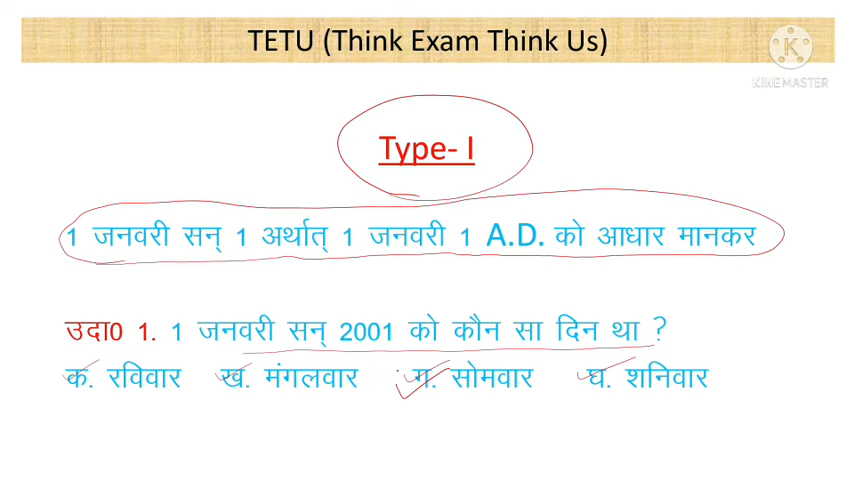 TETU (Think Exam Think Us)
K
KINEMASTER
Type- I
1 जनवरी सन् 1 अर्थात् 1 जनवरी 1 A.D. को आधार मानकर
उदा0 1. 1 जनवरी सन् 2001 को कौन सा दिन था ?
क. रविवार ख. मंगलवार ग. सोमवार घ. शनिवार